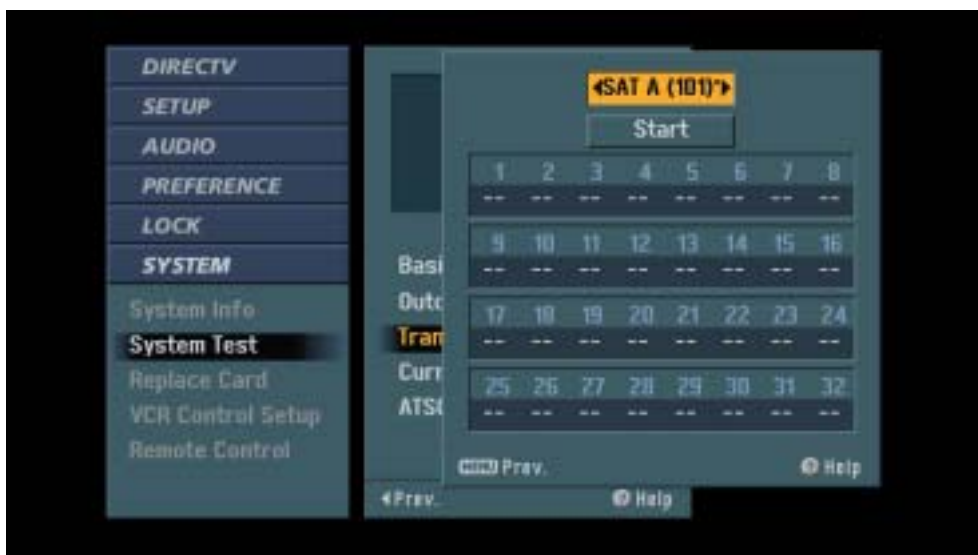 DIRECTV
SETUP
AUDIO
PREFERENCE
LOCK
SYSTEM
System Info
System Test
Replace Card
VCR Control Setup
Remote Control
Basi
Outd
Tran
Curr
ATSC
◀Prev.
? Help
◀SAT A (101)°▶
Start
1 2 3 4 5 6 7 8
-- -- -- -- -- -- -- --
9 10 11 12 13 14 15 16
-- -- -- -- -- -- -- --
17 18 19 20 21 22 23 24
-- -- -- -- -- -- -- --
25 26 27 28 29 30 31 32
-- -- -- -- -- -- -- --
MENU Prev.
? Help